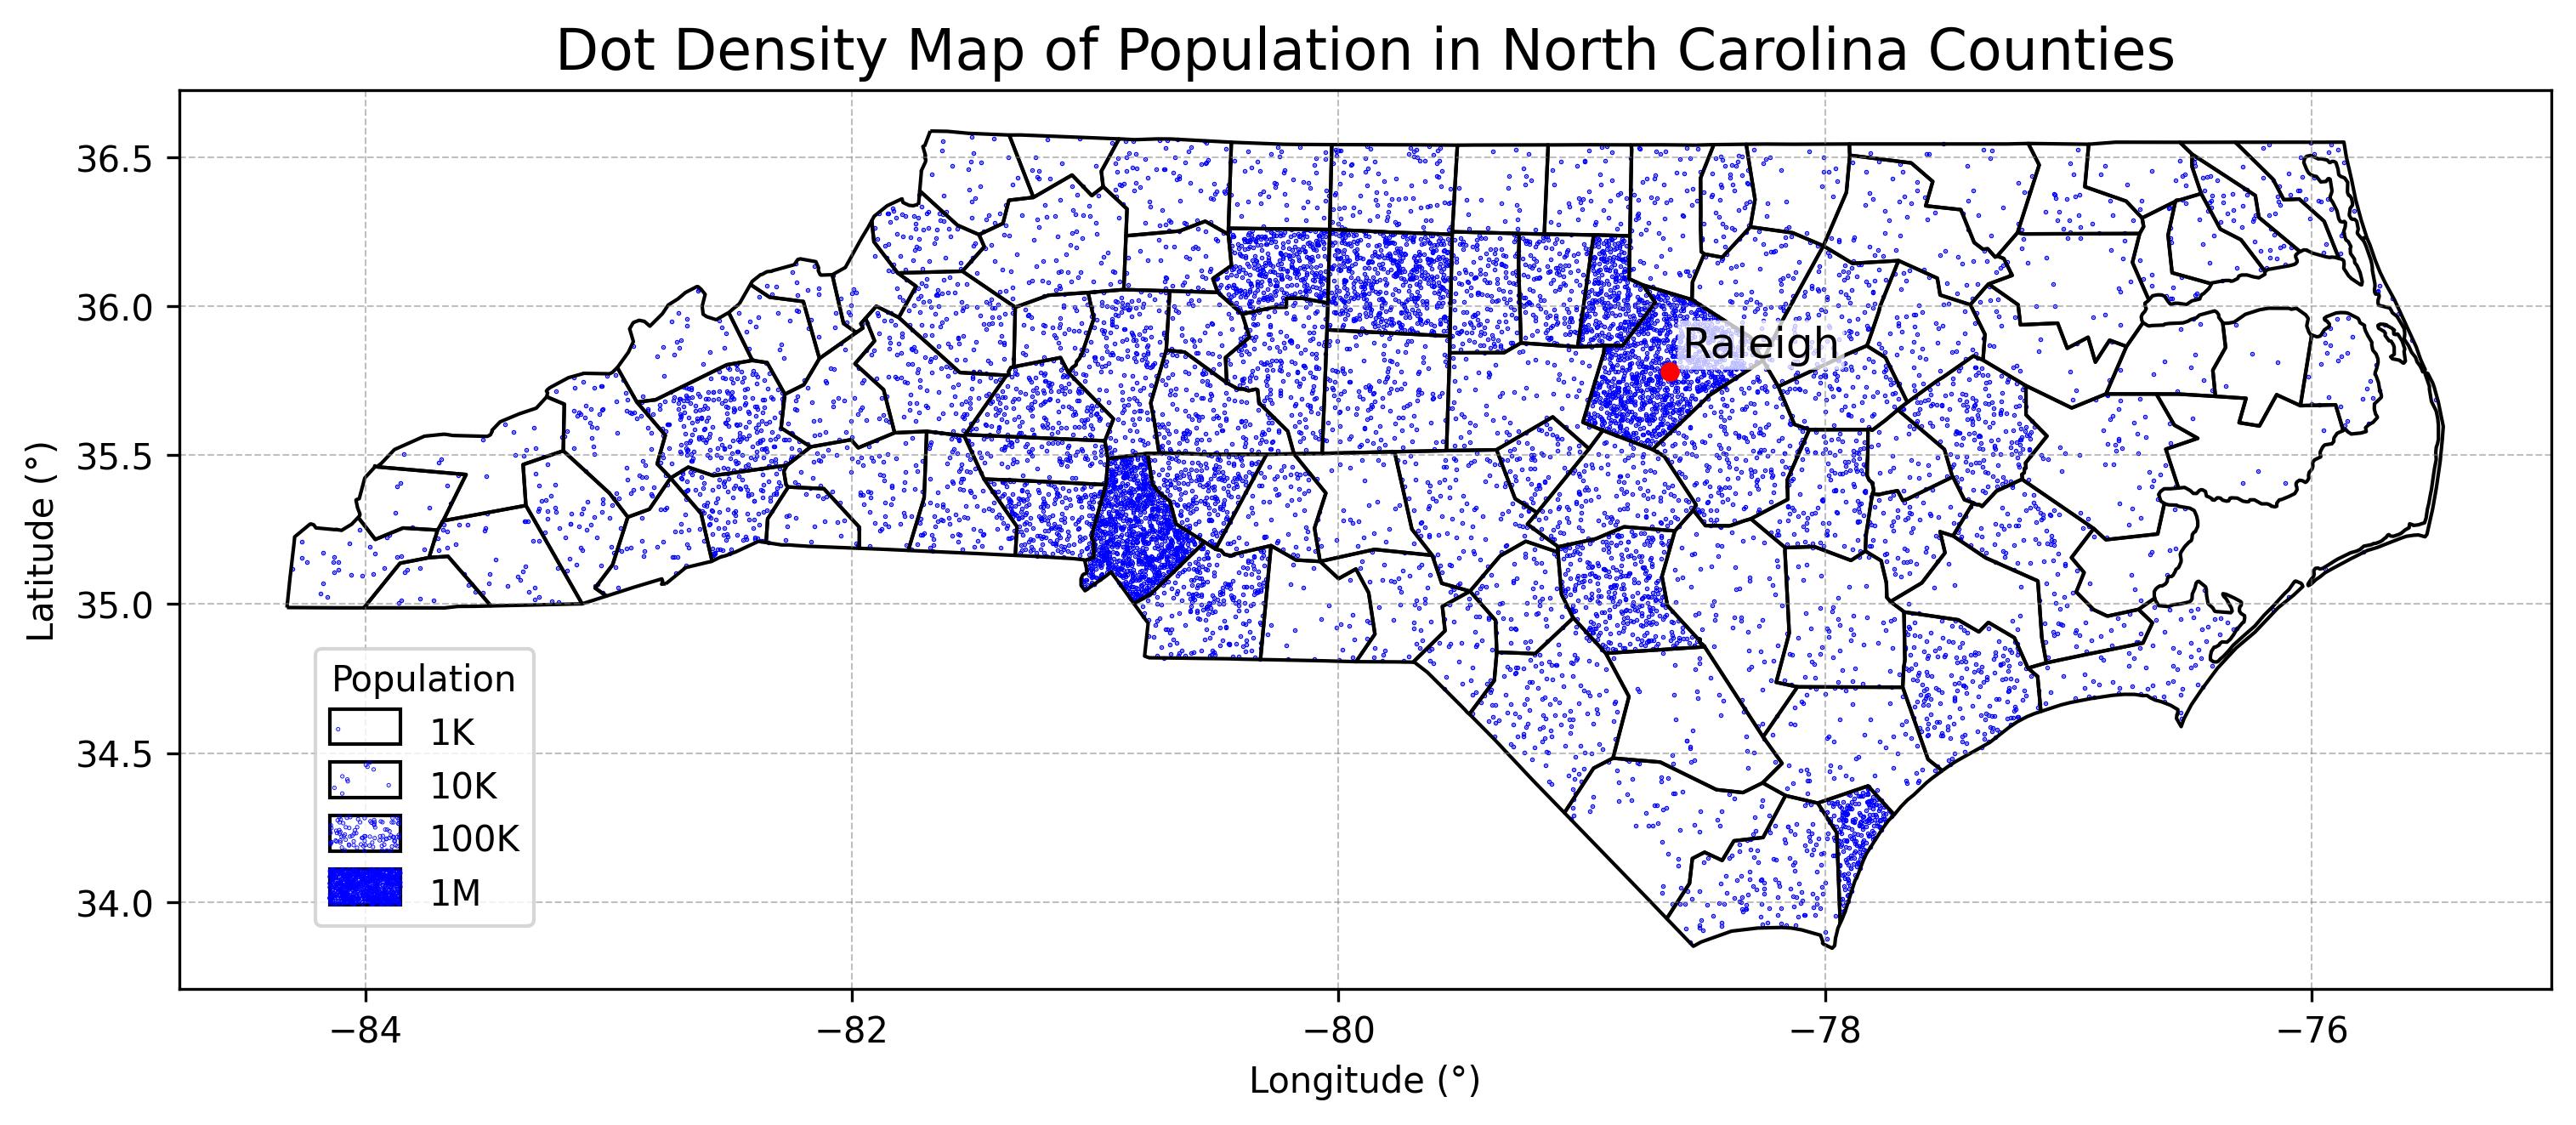 Dot Density Map of Population in North Carolina Counties
Latitude (°)
36.5
36.0
35.5
35.0
34.5
34.0
Raleigh
Population
1K
10K
100K
1M
−84
−82
−80
−78
−76
Longitude (°)